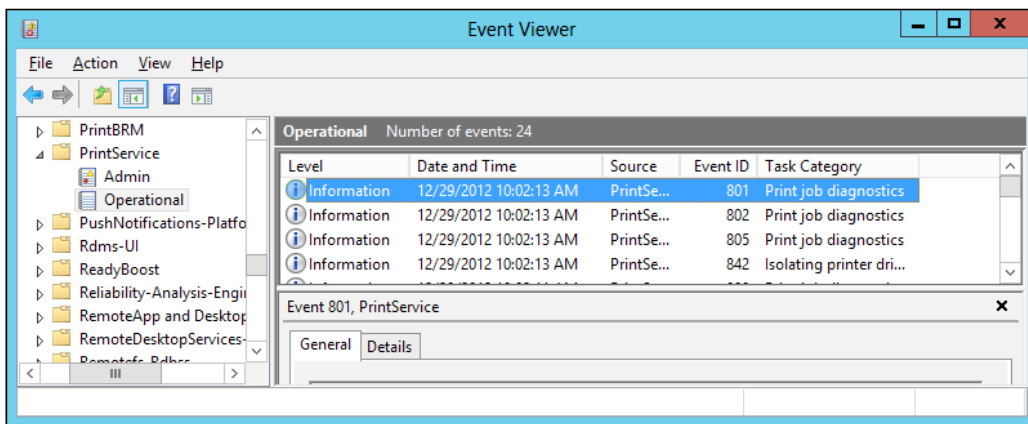 Event Viewer
File Action View Help
PrintBRM
PrintService
Admin
Operational
PushNotifications-Platfo
Rdms-UI
ReadyBoost
Reliability-Analysis-Engi
RemoteApp and Desktop
RemoteDesktopServices-
Operational Number of events: 24
Level Date and Time Source Event ID Task Category
Information 12/29/2012 10:02:13 AM PrintSe... 801 Print job diagnostics
Information 12/29/2012 10:02:13 AM PrintSe... 802 Print job diagnostics
Information 12/29/2012 10:02:13 AM PrintSe... 805 Print job diagnostics
Information 12/29/2012 10:02:13 AM PrintSe... 842 Isolating printer dri...
Event 801, PrintService
General Details